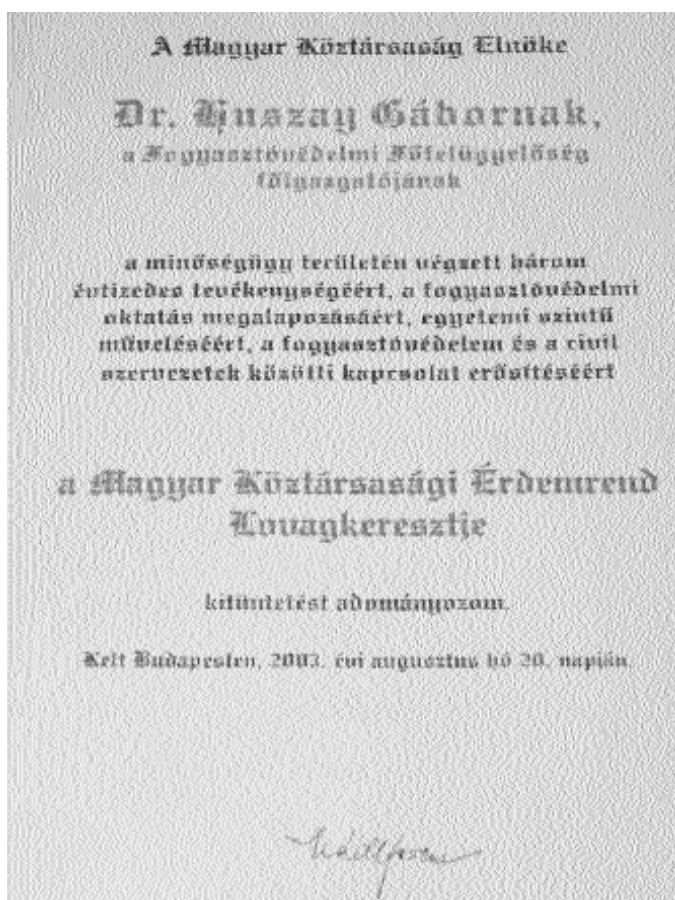 A Magyar Köztársaság Elnöke
Dr. Huszay Gábornak,
a Fogyasztóvédelmi Főfelügyelőség
főigazgatójának
a minőségügy területén végzett három
évtizedes tevékenységéért, a fogyasztóvédelmi
oktatás megalapozásáért, egyetemi szintű
műveléséért, a fogyasztóvédelem és a civil
szervezetek közötti kapcsolat erősítéséért
a Magyar Köztársasági Érdemrend
Lovagkeresztje
kitüntetést adományozom.
Kelt Budapesten, 2003. évi augusztus hó 20. napján.